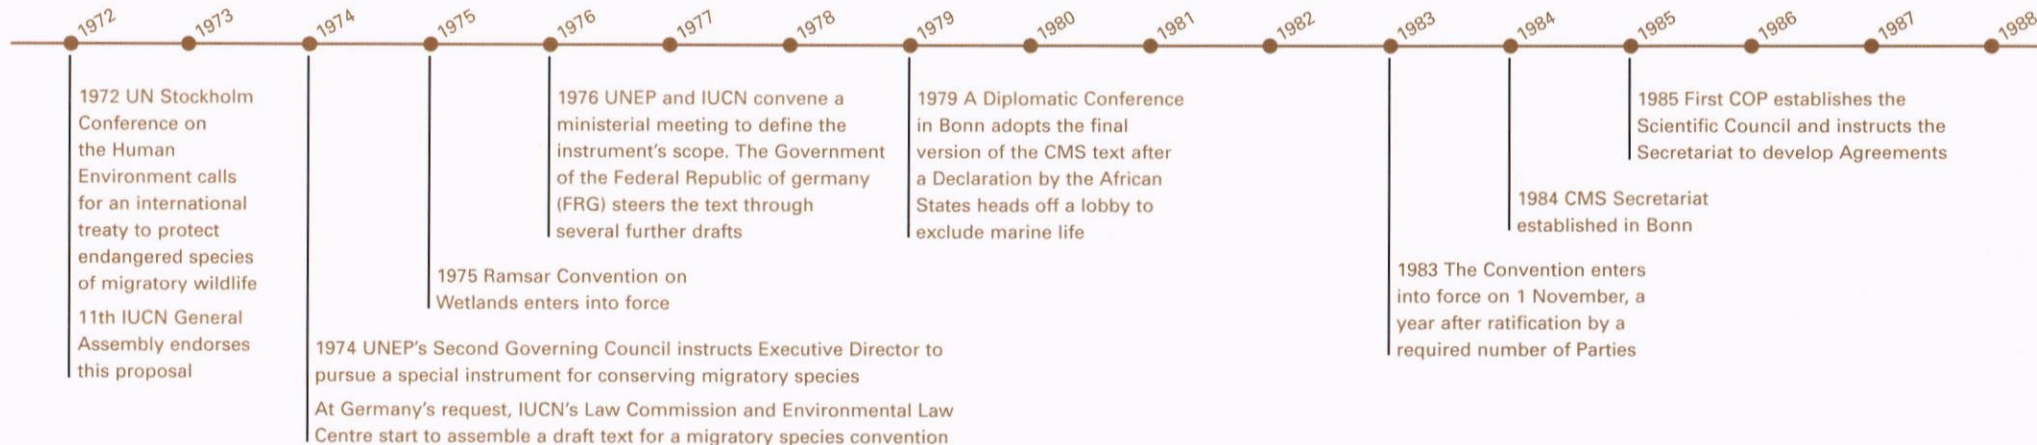 1972
1973
1974
1975
1976
1977
1978
1979
1980
1981
1982
1983
1984
1985
1986
1987
1988
1972 UN Stockholm
Conference on
the Human
Environment calls
for an international
treaty to protect
endangered species
of migratory wildlife
11th IUCN General
Assembly endorses
this proposal
1974 UNEP's Second Governing Council instructs Executive Director to
pursue a special instrument for conserving migratory species
At Germany's request, IUCN's Law Commission and Environmental Law
Centre start to assemble a draft text for a migratory species convention
1975 Ramsar Convention on
Wetlands enters into force
1976 UNEP and IUCN convene a
ministerial meeting to define the
instrument's scope. The Government
of the Federal Republic of germany
(FRG) steers the text through
several further drafts
1979 A Diplomatic Conference
in Bonn adopts the final
version of the CMS text after
a Declaration by the African
States heads off a lobby to
exclude marine life
1983 The Convention enters
into force on 1 November, a
year after ratification by a
required number of Parties
1984 CMS Secretariat
established in Bonn
1985 First COP establishes the
Scientific Council and instructs the
Secretariat to develop Agreements